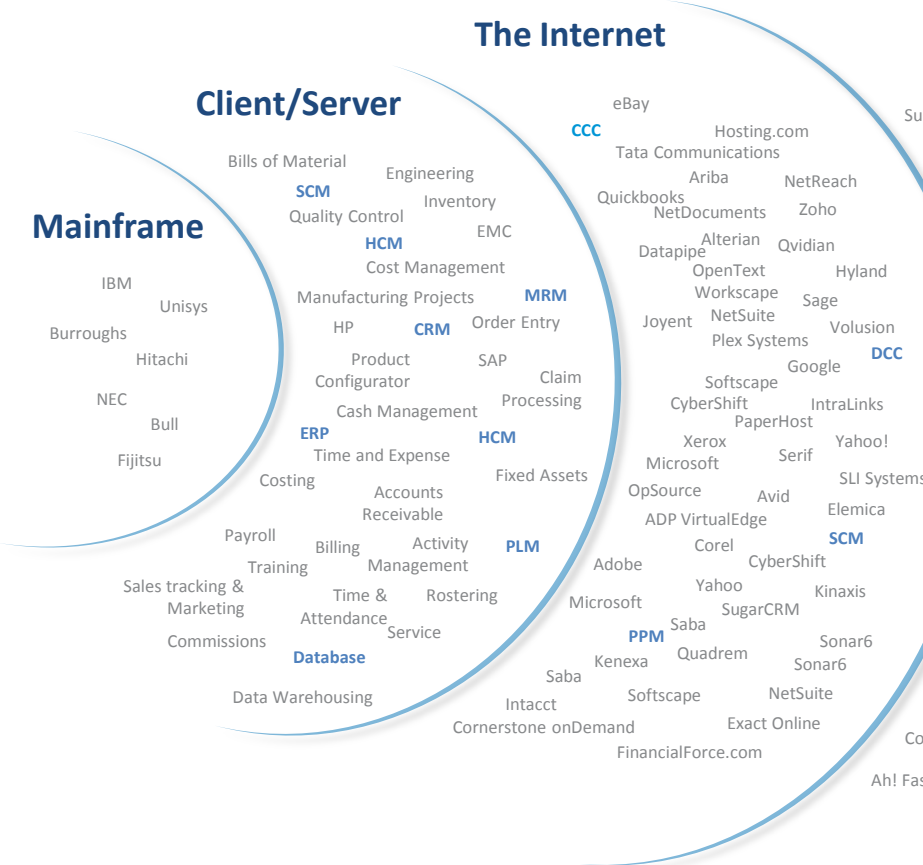 The Internet
Client/Server
Mainframe
IBM
Unisys
Burroughs
Hitachi
NEC
Bull
Fijitsu
Bills of Material
Engineering
SCM
Inventory
Quality Control
EMC
HCM
Cost Management
Manufacturing Projects
MRM
HP
CRM
Order Entry
Product
Configurator
SAP
Claim
Processing
Cash Management
ERP
HCM
Time and Expense
Fixed Assets
Costing
Accounts
Receivable
Payroll
Billing
Activity
Management
PLM
Training
Sales tracking &
Marketing
Time &
Attendance
Rostering
Service
Commissions
Database
Data Warehousing
eBay
CCC
Hosting.com
Tata Communications
Ariba
NetReach
Quickbooks
NetDocuments
Zoho
Alterian
Qvidian
Datapipe
OpenText
Hyland
Workscape
Sage
NetSuite
Joyent
Volusion
Plex Systems
DCC
Google
Softscape
CyberShift
IntraLinks
PaperHost
Xerox
Yahoo!
Serif
Microsoft
SLI Systems
OpSource
Avid
Elemica
ADP VirtualEdge
SCM
Corel
CyberShift
Adobe
Yahoo
Kinaxis
Microsoft
SugarCRM
Saba
PPM
Sonar6
Quadrem
Kenexa
Sonar6
Saba
Softscape
NetSuite
Intacct
Cornerstone onDemand
Exact Online
FinancialForce.com
Su
Co
Ah! Fas